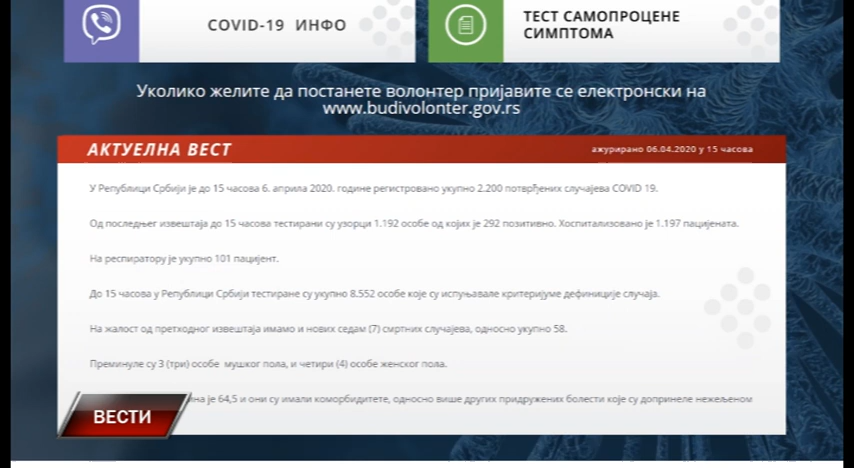 COVID-19 ИНФО
ТЕСТ САМОПРОЦЕНЕ
СИМПТОМА
Уколико желите да постанете волонтер пријавите се електронски на
www.budivolonter.gov.rs
АКТУЕЛНА ВЕСТ
ажурирано 06.04.2020 у 15 часова
У Републици Србији је до 15 часова 6. априла 2020. године регистровано укупно 2.200 потврђених случајева COVID 19.
Од последњег извештаја до 15 часова тестирани су узорци 1.192 особе од којих је 292 позитивно. Хоспитализовано је 1.197 пацијената.
На респиратору је укупно 101 пацијент.
До 15 часова у Републици Србији тестиране су укупно 8.552 особе које су испуњавале критеријуме дефиниције случаја.
На жалост од претходног извештаја имамо и нових седам (7) смртних случајева, односно укупно 58.
Преминуле су 3 (три) особе мушког пола, и четири (4) особе женског пола.
је 64,5 и они су имали коморбидитете, односно више других придружених болести које су допринеле нежељеном
ВЕСТИ